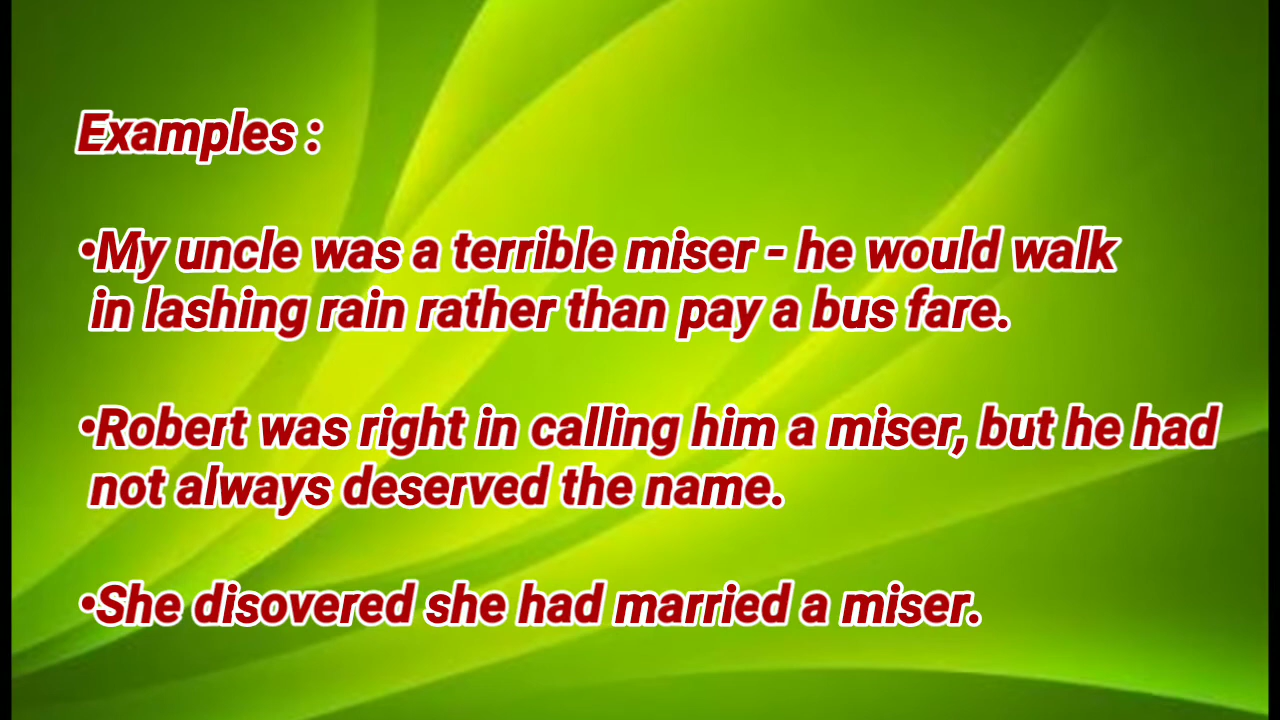 Examples :
•My uncle was a terrible miser - he would walk
in lashing rain rather than pay a bus fare.
•Robert was right in calling him a miser, but he had
not always deserved the name.
•She disovered she had married a miser.